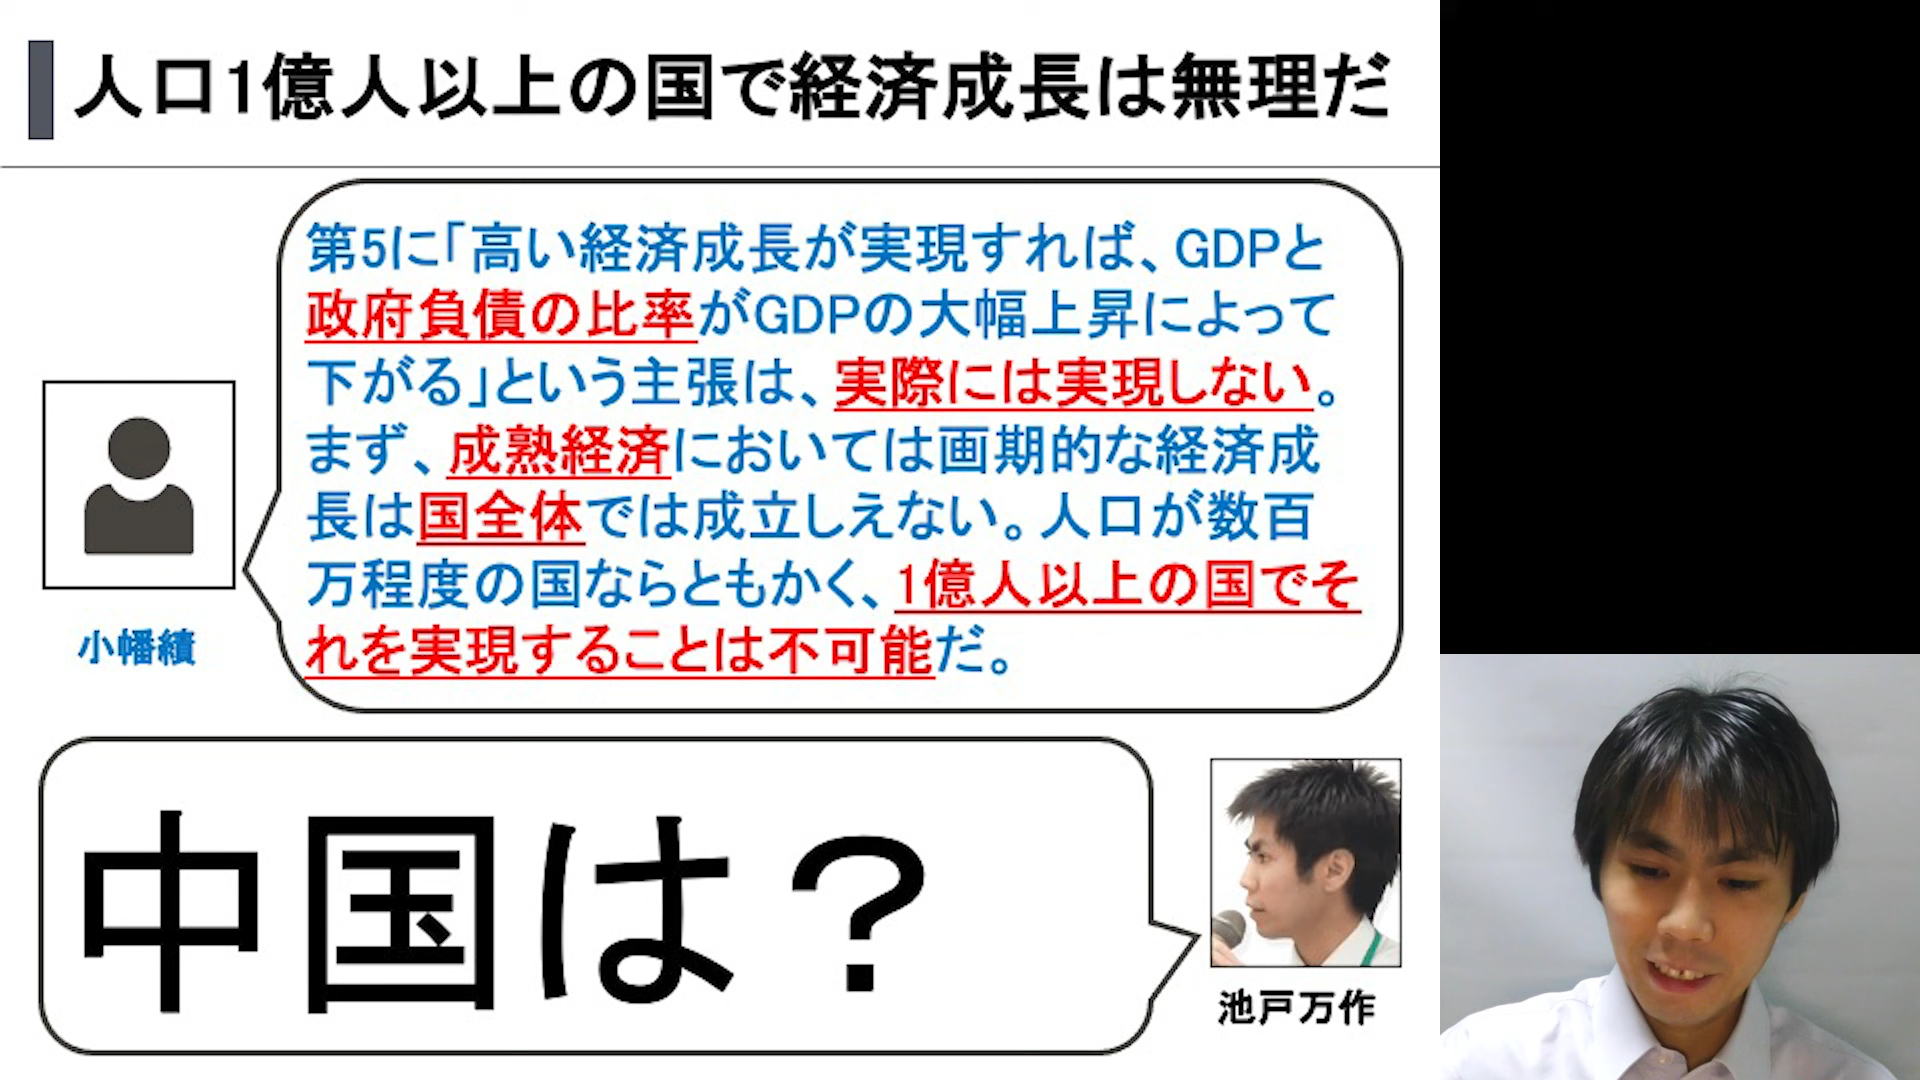 人口1億人以上の国で経済成長は無理だ
第5に「高い経済成長が実現すれば、GDPと
政府負債の比率がGDPの大幅上昇によって
下がる」という主張は、実際には実現しない。
まず、成熟経済においては画期的な経済成
長は国全体では成立しえない。人口が数百
万程度の国ならともかく、1億人以上の国でそ
れを実現することは不可能だ。
小幡績
中国は？
池戸万作